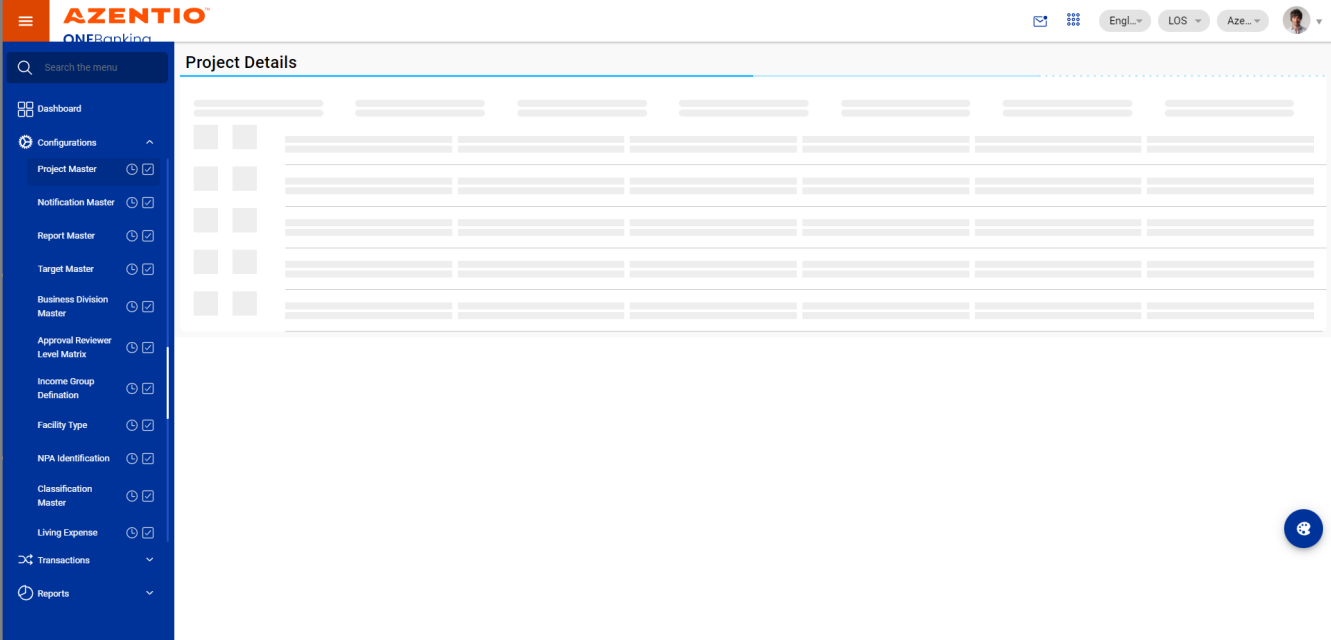 AZENTIO™
ONEBanking
Engl...
LOS
Aze...
Search the menu
Project Details
Dashboard
Configurations
Project Master
Notification Master
Report Master
Target Master
Business Division
Master
Approval Reviewer
Level Matrix
Income Group
Defination
Facility Type
NPA Identification
Classification
Master
Living Expense
Transactions
Reports